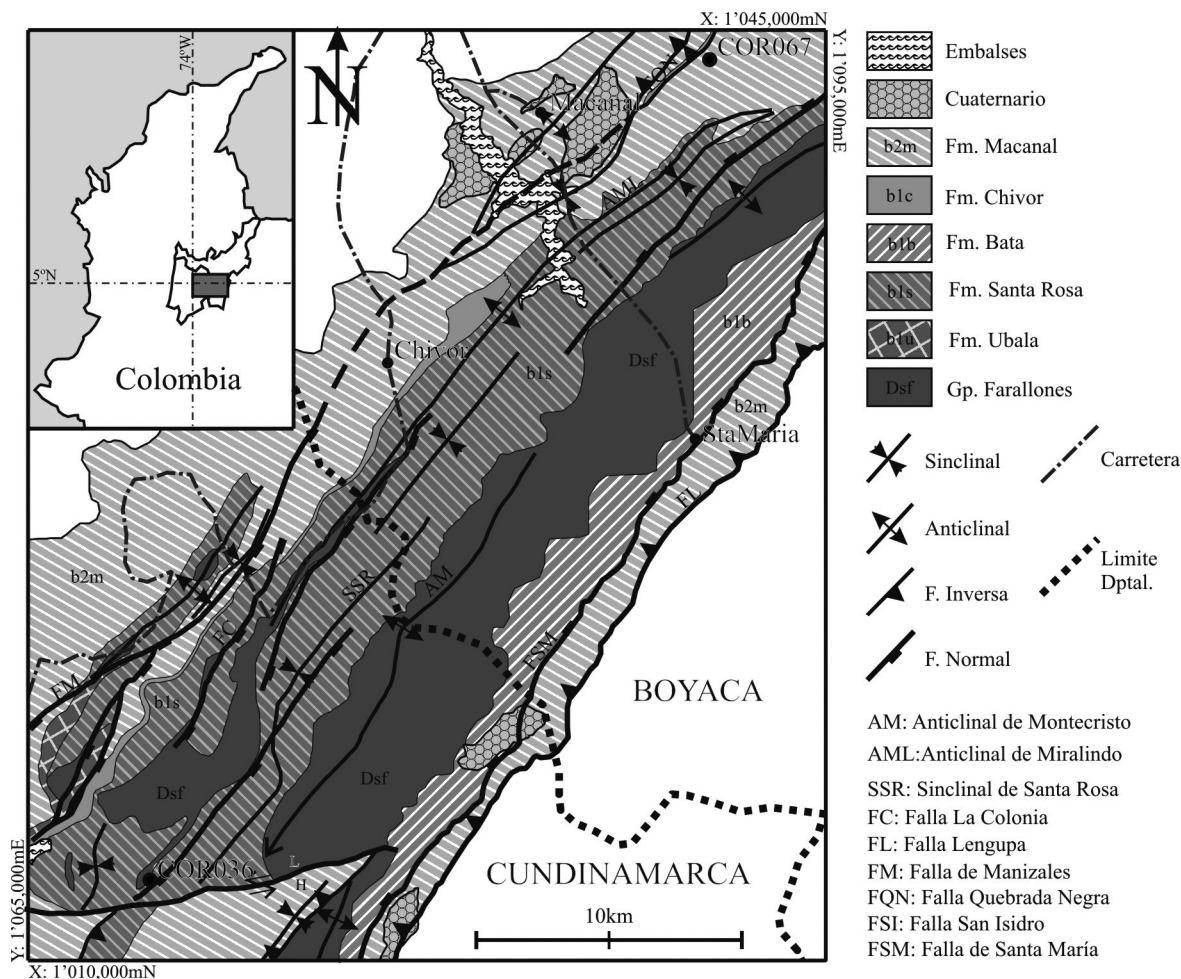 X: 1’045,000mN
COR067
Y: 1’095,000mE
74ºW
N
FQN
Macanal
AML
5ºN
Colombia
Chivor
b1s
b1b
Dsf
b2m
StaMaria
FL
b2m
SSR
AM
FC
FSM
FM
b1s
BOYACA
Dsf
Dsf
COR036
L
H
CUNDINAMARCA
10km
Y: 1’065,000mE
X: 1’010,000mN
Embalses
Cuaternario
b2m Fm. Macanal
b1c Fm. Chivor
b1b Fm. Bata
b1s Fm. Santa Rosa
b1u Fm. Ubala
Dsf Gp. Farallones
Sinclinal
Carretera
Anticlinal
Limite
Dptal.
F. Inversa
F. Normal
AM: Anticlinal de Montecristo
AML:Anticlinal de Miralindo
SSR: Sinclinal de Santa Rosa
FC: Falla La Colonia
FL: Falla Lengupa
FM: Falla de Manizales
FQN: Falla Quebrada Negra
FSI: Falla San Isidro
FSM: Falla de Santa María